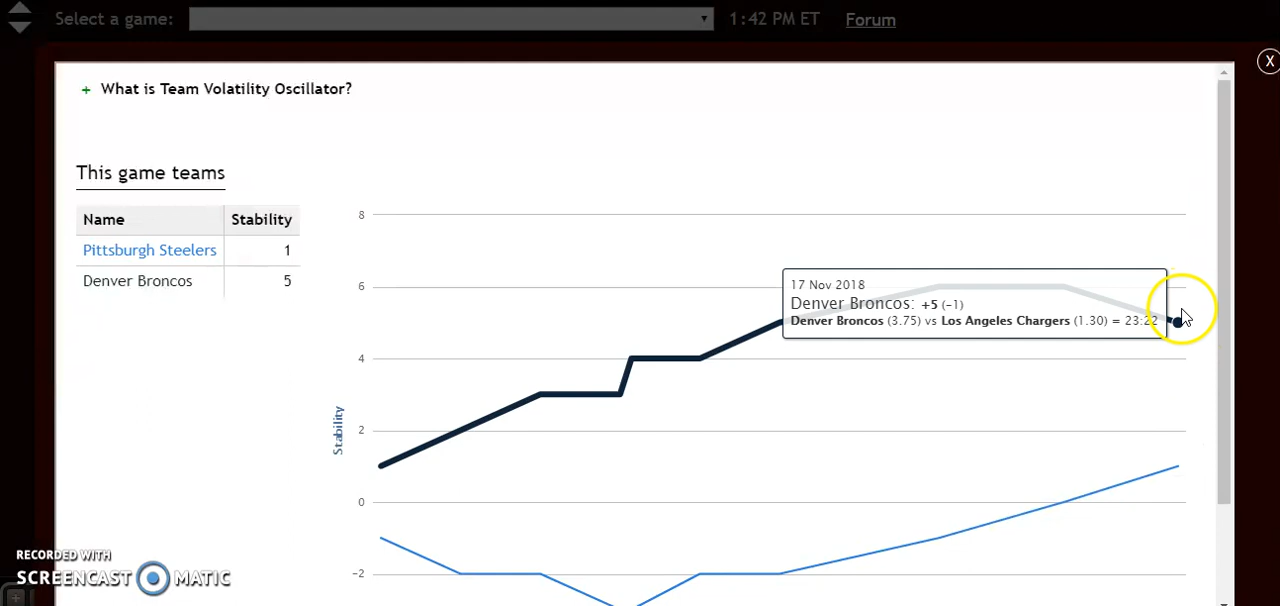 Select a game: 1:42 PM ET Forum
X
+ What is Team Volatility Oscillator?
This game teams
Name Stability
Pittsburgh Steelers 1
Denver Broncos 5
8
6
4
2
0
-2
Stability
17 Nov 2018
Denver Broncos: +5 (-1)
Denver Broncos (3.75) vs Los Angeles Chargers (1.30) = 23:22
RECORDED WITH
SCREENCAST MATIC